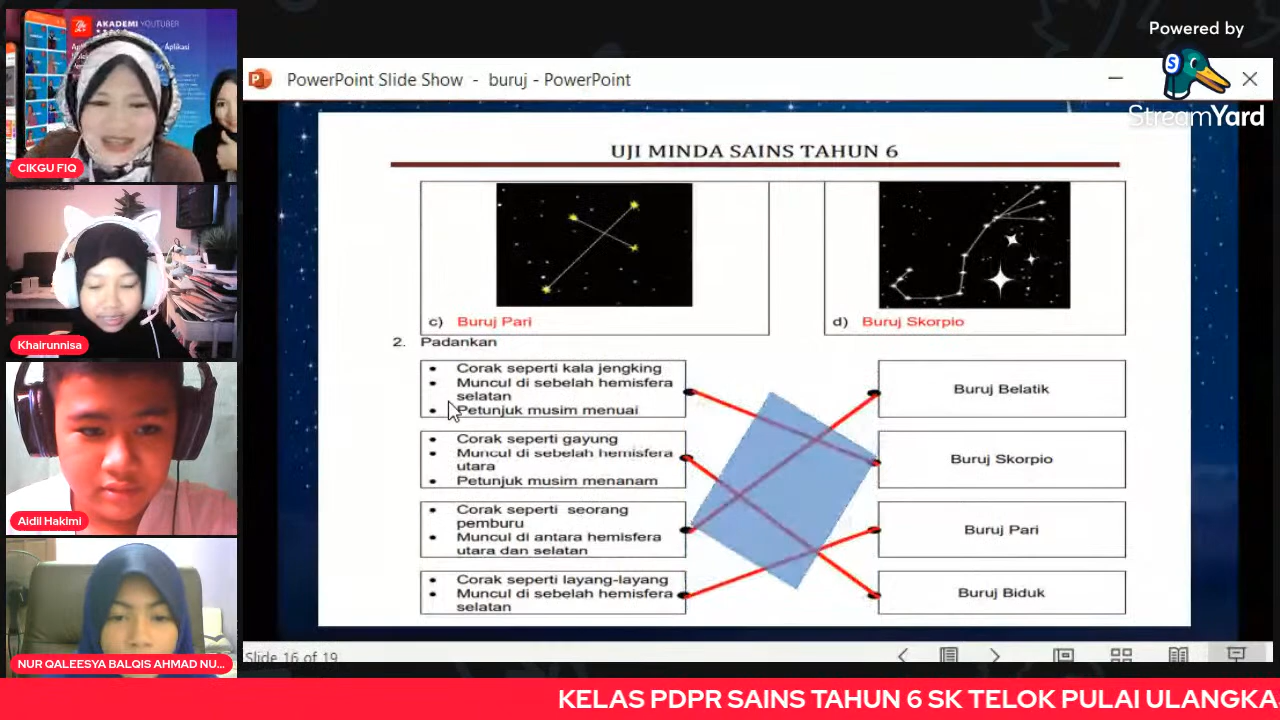 AKADEMI YOUTUBER
CIKGU FIQ
Khairunnisa
Aidil Hakimi
NUR QALEESYA BALQIS AHMAD NU...
Powered by
StreamYard
PowerPoint Slide Show - buruj - PowerPoint
UJI MINDA SAINS TAHUN 6
c) Buruj Pari
d) Buruj Skorpio
2. Padankan
• Corak seperti kala jengking
• Muncul di sebelah hemisfera
selatan
• Petunjuk musim menuai
Buruj Belatik
• Corak seperti gayung
• Muncul di sebelah hemisfera
utara
• Petunjuk musim menanam
Buruj Skorpio
• Corak seperti seorang
pemburu
• Muncul di antara hemisfera
utara dan selatan
Buruj Pari
• Corak seperti layang-layang
• Muncul di sebelah hemisfera
selatan
Buruj Biduk
Slide 16 of 19
KELAS PDPR SAINS TAHUN 6 SK TELOK PULAI ULANGKA